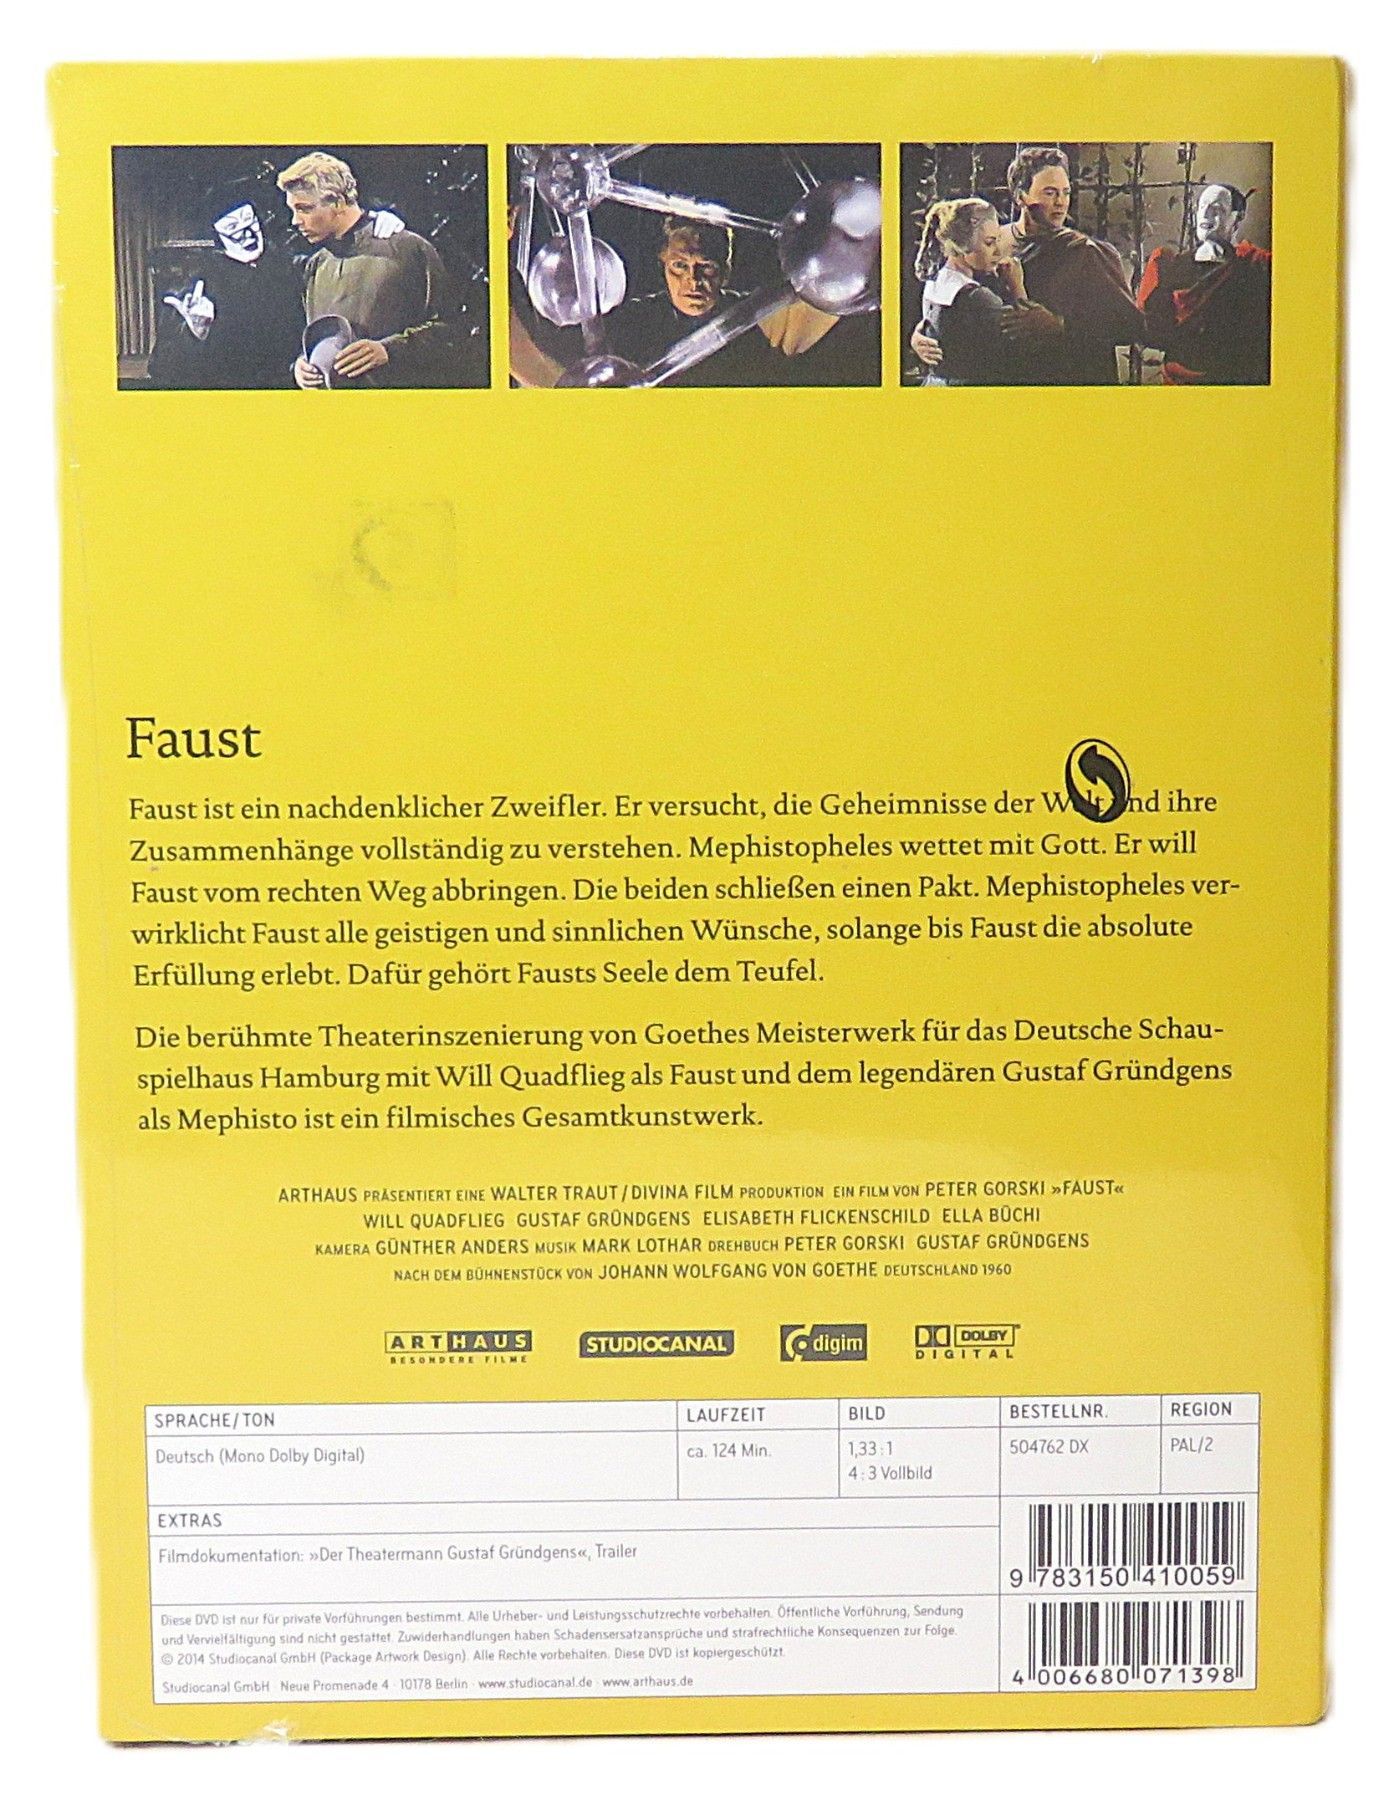 Faust
Faust ist ein nachdenklicher Zweifler. Er versucht, die Geheimnisse der Welt und ihre
Zusammenhänge vollständig zu verstehen. Mephistopheles wettet mit Gott. Er will
Faust vom rechten Weg abbringen. Die beiden schließen einen Pakt. Mephistopheles ver-
wirklicht Faust alle geistigen und sinnlichen Wünsche, solange bis Faust die absolute
Erfüllung erlebt. Dafür gehört Fausts Seele dem Teufel.
Die berühmte Theaterinszenierung von Goethes Meisterwerk für das Deutsche Schau-
spielhaus Hamburg mit Will Quadflieg als Faust und dem legendären Gustaf Gründgens
als Mephisto ist ein filmisches Gesamtkunstwerk.
ARTHAUS PRÄSENTIERT EINE WALTER TRAUT / DIVINA FILM PRODUKTION EIN FILM VON PETER GORSKI »FAUST«
WILL QUADFLIEG GUSTAF GRÜNDGENS ELISABETH FLICKENSCHILD ELLA BÜCHI
KAMERA GÜNTHER ANDERS MUSIK MARK LOTHAR DREHBUCH PETER GORSKI GUSTAF GRÜNDGENS
NACH DEM BÜHNENSTÜCK VON JOHANN WOLFGANG VON GOETHE DEUTSCHLAND 1960
ARTHAUS STUDIOCANAL digim DOLBY
BESONDERE FILME DIGITAL
SPRACHE/TON LAUFZEIT BILD BESTELLNR. REGION
Deutsch (Mono Dolby Digital) ca. 124 Min. 1,33:1 504762 DX PAL/2
4:3 Vollbild
EXTRAS
Filmdokumentation: »Der Theatermann Gustaf Gründgens«, Trailer
9 783150 410059
Diese DVD ist nur für private Vorführungen bestimmt. Alle Urheber- und Leistungsschutzrechte vorbehalten. Öffentliche Vorführung, Sendung
und Vervielfältigung sind nicht gestattet. Zuwiderhandlungen haben Schadensersatzansprüche und strafrechtliche Konsequenzen zur Folge.
© 2014 Studiocanal GmbH (Package Artwork Design). Alle Rechte vorbehalten. Diese DVD ist kopiergeschützt.
Studiocanal GmbH · Neue Promenade 4 · 10178 Berlin · www.studiocanal.de · www.arthaus.de
4 006680 071398